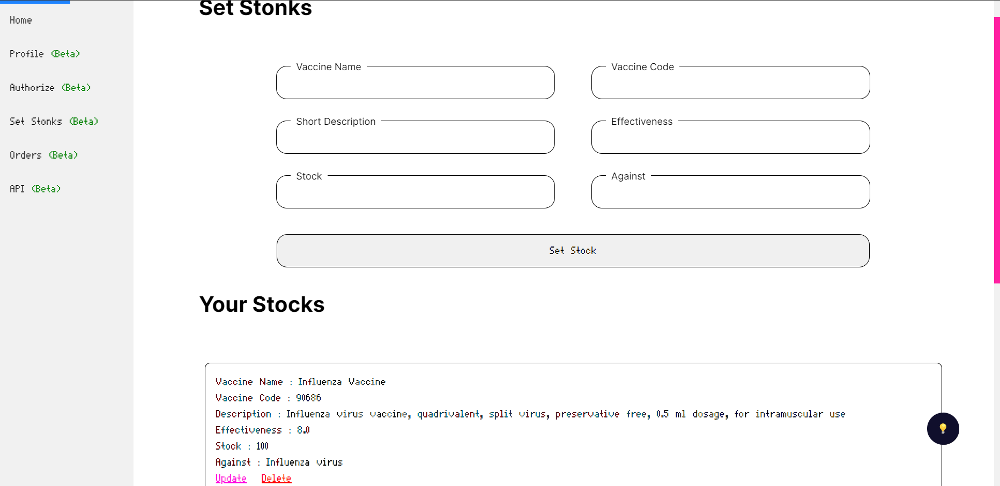 Home
Profile (Beta)
Authorize (Beta)
Set Stonks (Beta)
Orders (Beta)
API (Beta)
Set Stonks
Vaccine Name
Vaccine Code
Short Description
Effectiveness
Stock
Against
Set Stock
Your Stocks
Vaccine Name : Influenza Vaccine
Vaccine Code : 90686
Description : Influenza virus vaccine, quadrivalent, split virus, preservative free, 0.5 ml dosage, for intramuscular use
Effectiveness : 8.0
Stock : 100
Against : Influenza virus
Update Delete